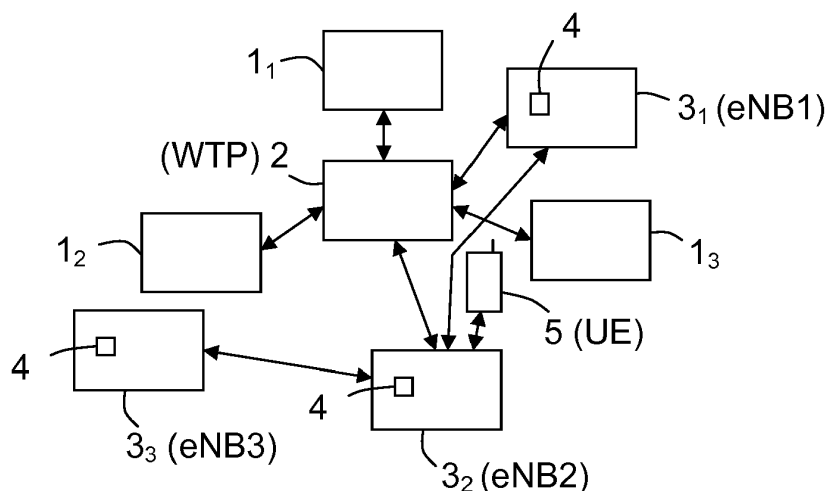 4
1₁
3₁ (eNB1)
(WTP) 2
1₂
1₃
5 (UE)
4
4
3₃ (eNB3)
3₂ (eNB2)